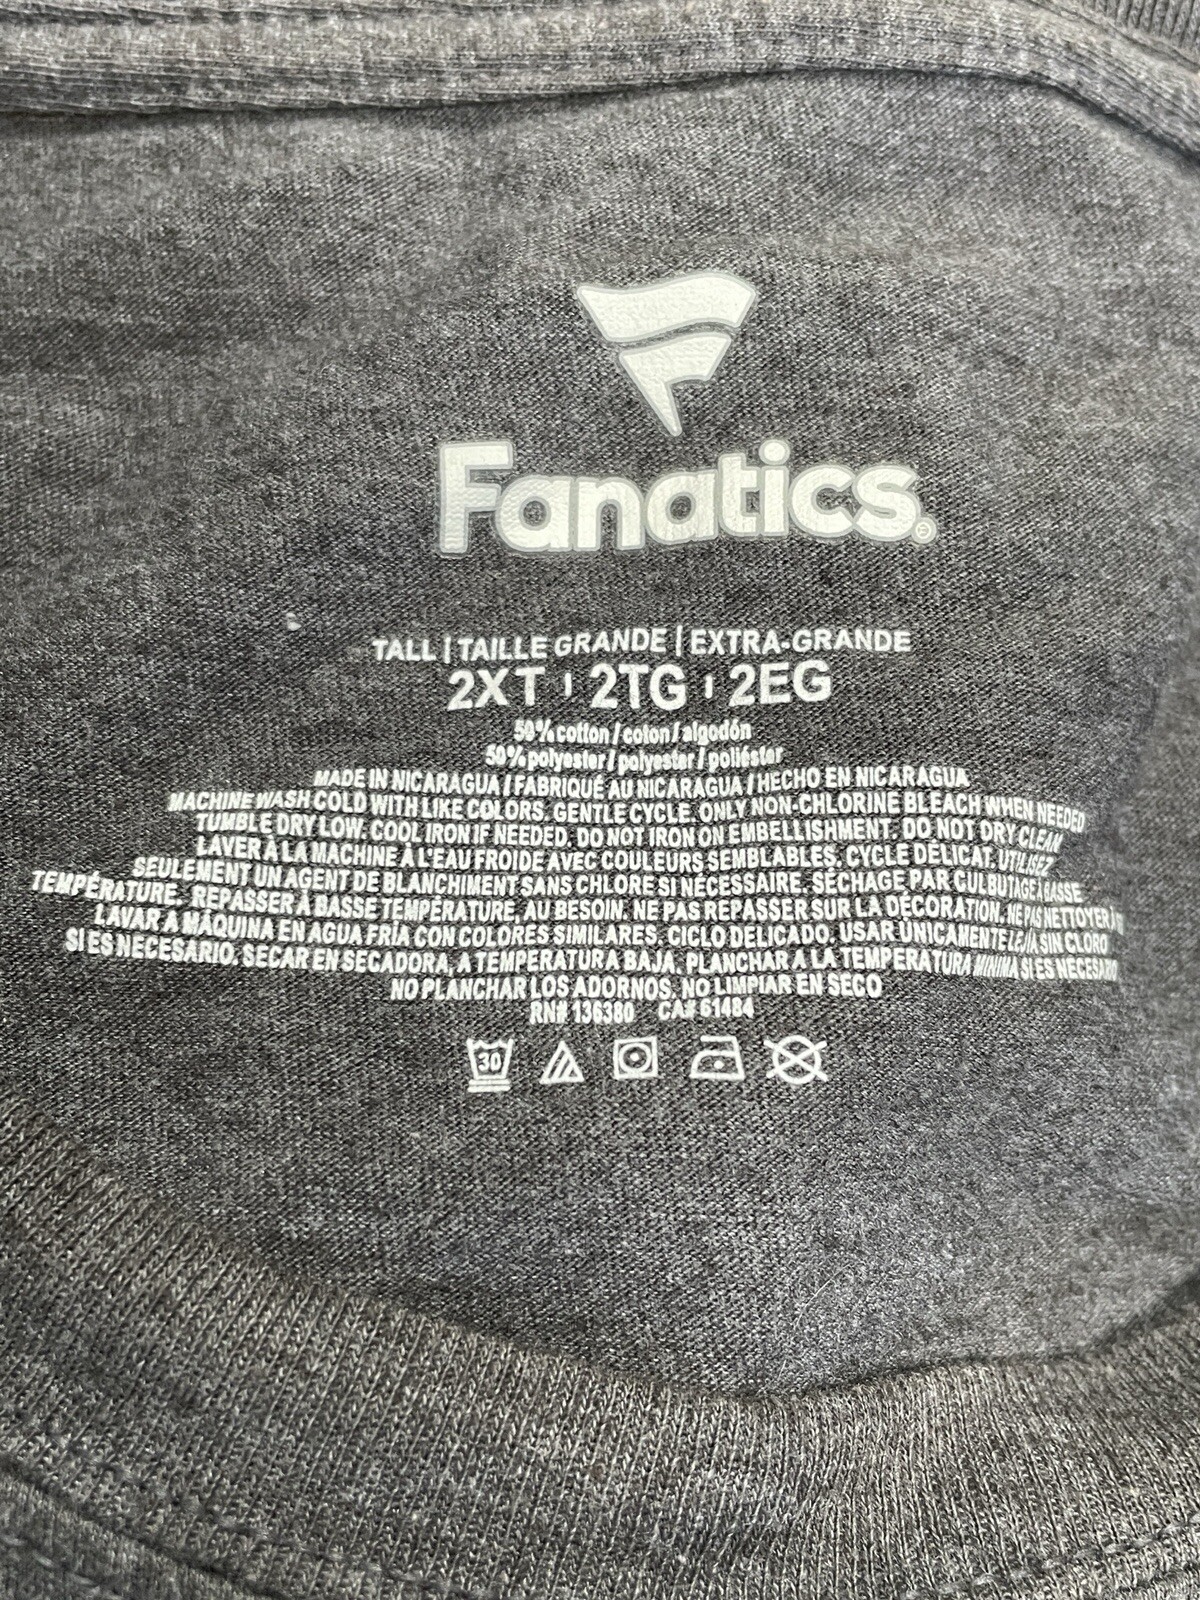 Fanatics®
TALL | TAILLE GRANDE | EXTRA-GRANDE
2XT | 2TG | 2EG
50% cotton / coton / algodón
50% polyester / polyester / poliéster
MADE IN NICARAGUA / FABRIQUÉ AU NICARAGUA / HECHO EN NICARAGUA
MACHINE WASH COLD WITH LIKE COLORS. GENTLE CYCLE. ONLY NON-CHLORINE BLEACH WHEN NEEDED
TUMBLE DRY LOW. COOL IRON IF NEEDED. DO NOT IRON ON EMBELLISHMENT. DO NOT DRY CLEAN
LAVER À LA MACHINE À L'EAU FROIDE AVEC COULEURS SEMBLABLES. CYCLE DÉLICAT. UTILISEZ
SEULEMENT UN AGENT DE BLANCHIMENT SANS CHLORE SI NÉCESSAIRE. SÉCHAGE PAR CULBUTAGE À BASSE
TEMPÉRATURE. REPASSER À BASSE TEMPÉRATURE, AU BESOIN. NE PAS REPASSER SUR LA DÉCORATION. NE PAS NETTOYER À
LAVAR A MÁQUINA EN AGUA FRÍA CON COLORES SIMILARES. CICLO DELICADO. USAR ÚNICAMENTE LEJÍA SIN CLORO
SI ES NECESARIO. SECAR EN SECADORA, A TEMPERATURA BAJA. PLANCHAR A LA TEMPERATURA MÍNIMA SI ES NECESARIO
NO PLANCHAR LOS ADORNOS. NO LIMPIAR EN SECO
RN# 136380 CA# 61484
30